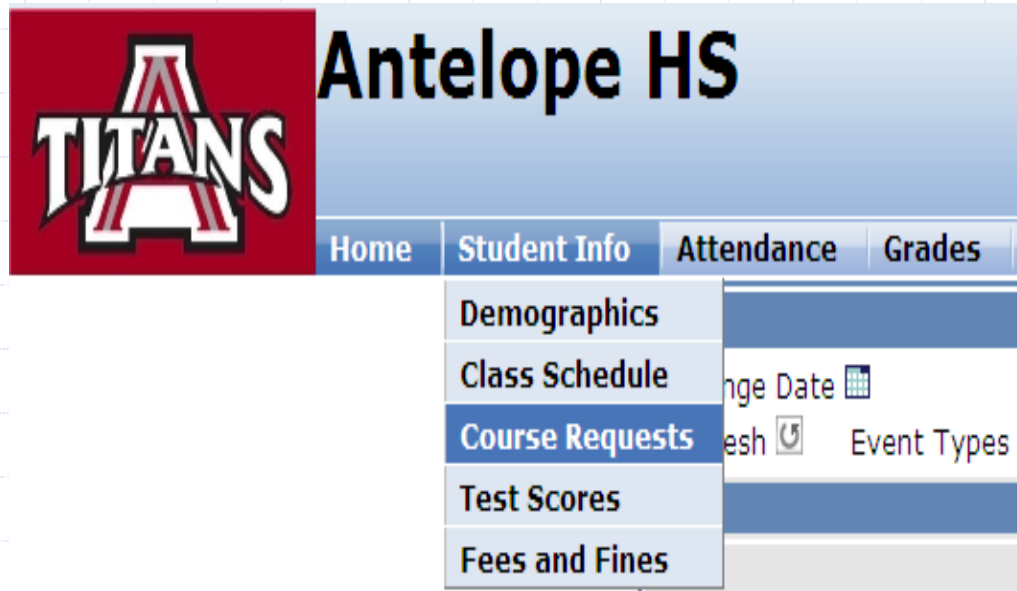 Antelope HS
TITANS
A
Home Student Info Attendance Grades
Demographics
Class Schedule
nge Date
Course Requests
esh Event Types
Test Scores
Fees and Fines